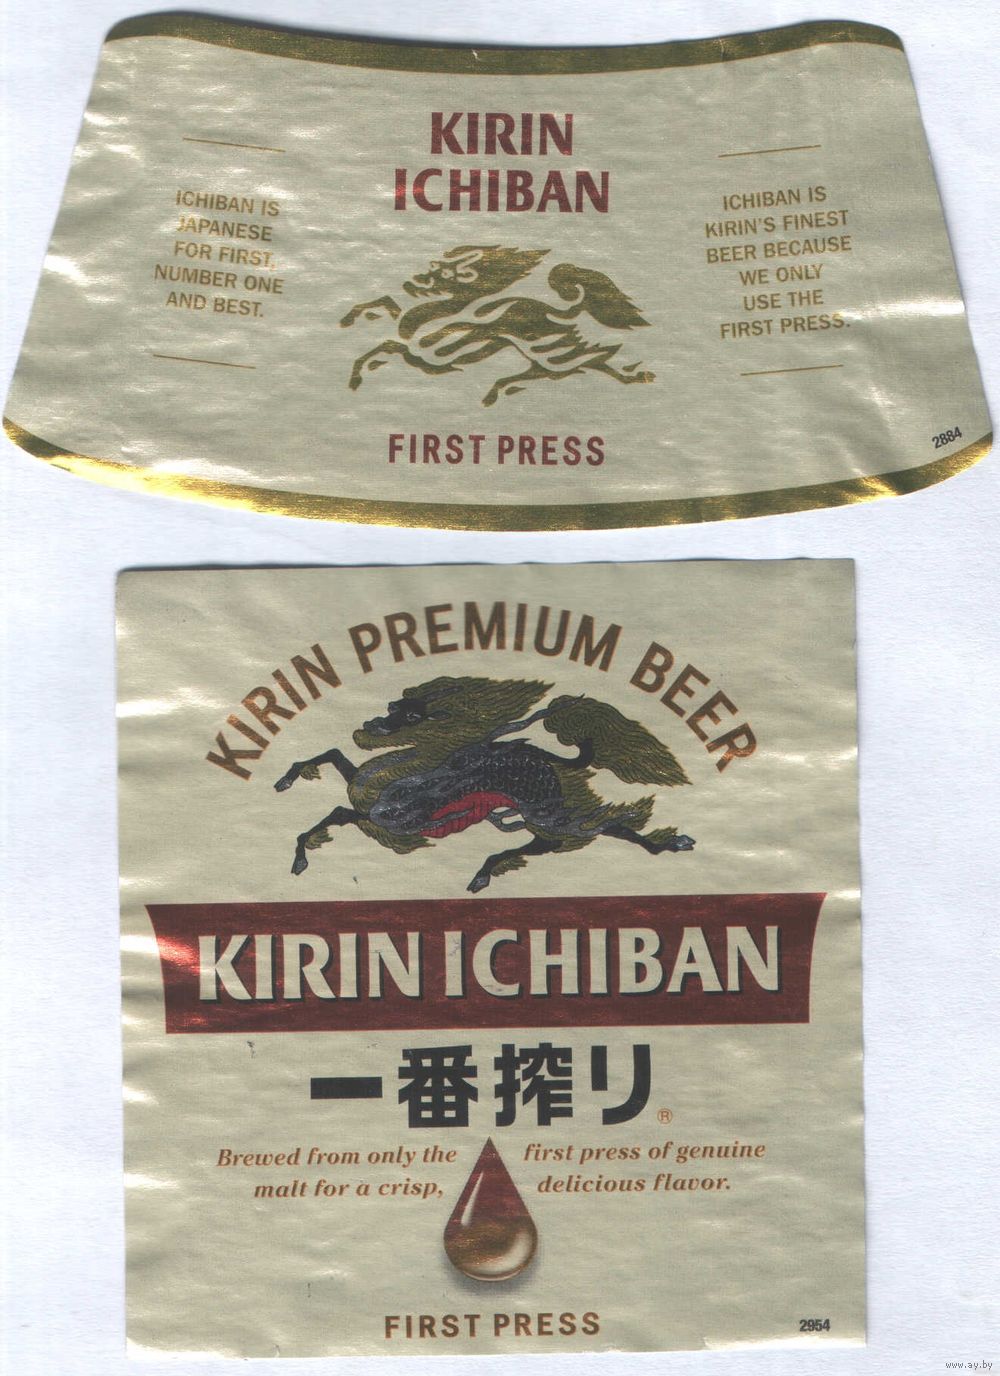 KIRIN
ICHIBAN
ICHIBAN IS
JAPANESE
FOR FIRST,
NUMBER ONE
AND BEST.
ICHIBAN IS
KIRIN'S FINEST
BEER BECAUSE
WE ONLY
USE THE
FIRST PRESS.
FIRST PRESS
2884
KIRIN PREMIUM BEER
KIRIN ICHIBAN
一番搾り®
Brewed from only the first press of genuine
malt for a crisp, delicious flavor.
FIRST PRESS
2954
www.ay.by